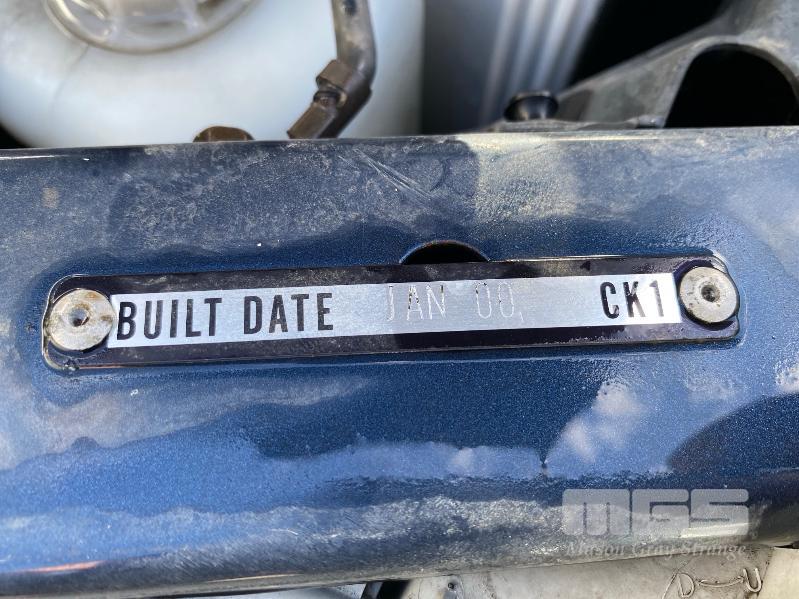 BUILT DATE JAN 00, CK1
MGS
Mason Gray Strange
D U